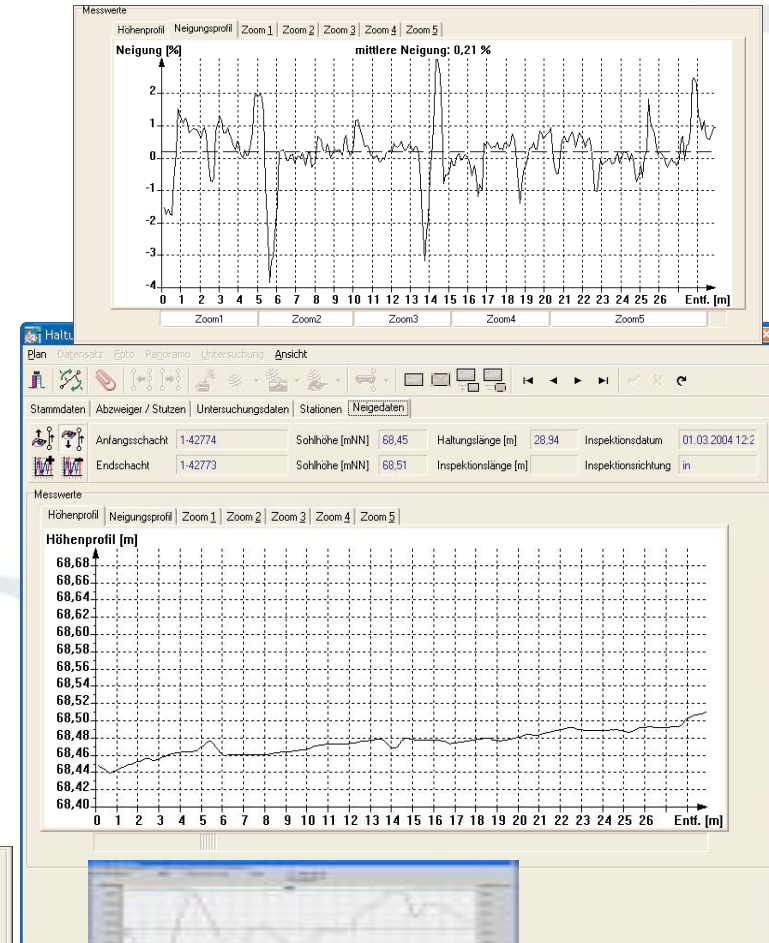 Messwerte
Höhenprofil Neigungsprofil Zoom 1 Zoom 2 Zoom 3 Zoom 4 Zoom 5
Neigung [%] mittlere Neigung: 0,21 %
2
1
0
-1
-2
-3
-4
0 1 2 3 4 5 6 7 8 9 10 11 12 13 14 15 16 17 18 19 20 21 22 23 24 25 26 Entf. [m]
Zoom1 Zoom2 Zoom3 Zoom4 Zoom5
Haltu
Plan Datensatz Foto Panoramo Untersuchung Ansicht
Stammdaten Abzweiger / Stutzen Untersuchungsdaten Stationen Neigedaten
Anfangsschacht 1-42774 Sohlhöhe [mNN] 68,45 Haltungslänge [m] 28,94 Inspektionsdatum 01.03.2004 12:2
Endschacht 1-42773 Sohlhöhe [mNN] 68,51 Inspektionslänge [m] Inspektionsrichtung in
Messwerte
Höhenprofil Neigungsprofil Zoom 1 Zoom 2 Zoom 3 Zoom 4 Zoom 5
Höhenprofil [m]
68,68
68,66
68,64
68,62
68,60
68,58
68,56
68,54
68,52
68,50
68,48
68,46
68,44
68,42
68,40
0 1 2 3 4 5 6 7 8 9 10 11 12 13 14 15 16 17 18 19 20 21 22 23 24 25 26 Entf. [m]